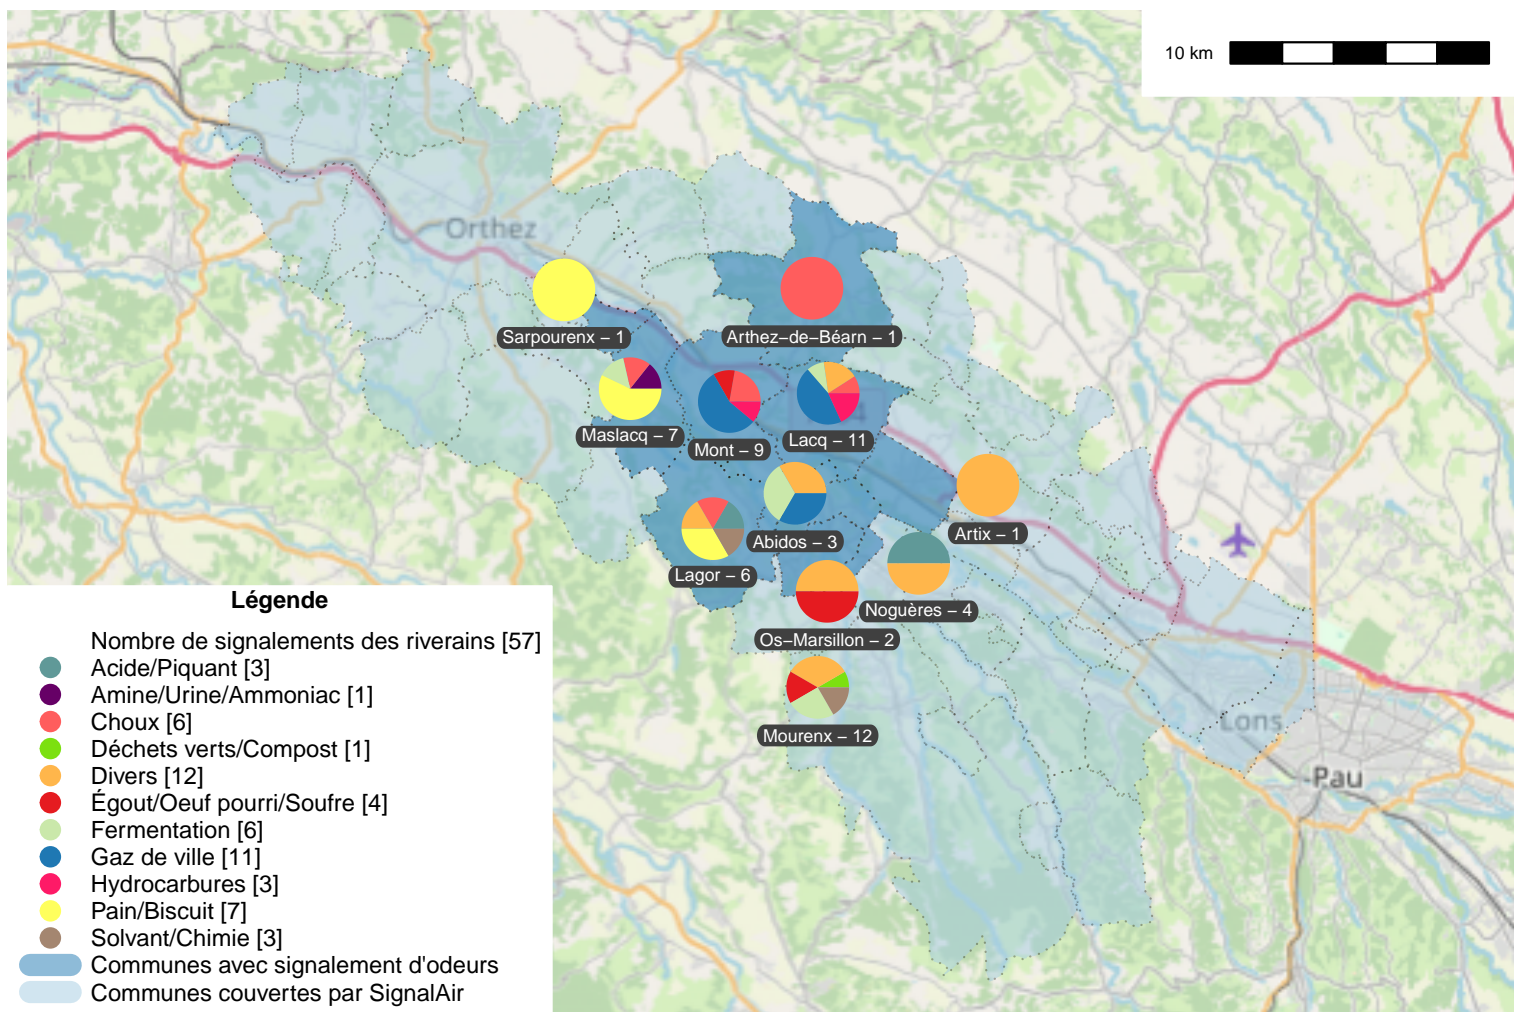 10 km
Orthez
Sarpourenx – 1
Arthez–de–Béarn – 1
Maslacq – 7
Mont – 9
Lacq – 11
Abidos – 3
Artix – 1
Lagor – 6
Noguères – 4
Os–Marsillon – 2
Mourenx – 12
Lons
Pau
Légende
Nombre de signalements des riverains [57]
Acide/Piquant [3]
Amine/Urine/Ammoniac [1]
Choux [6]
Déchets verts/Compost [1]
Divers [12]
Égout/Oeuf pourri/Soufre [4]
Fermentation [6]
Gaz de ville [11]
Hydrocarbures [3]
Pain/Biscuit [7]
Solvant/Chimie [3]
Communes avec signalement d'odeurs
Communes couvertes par SignalAir